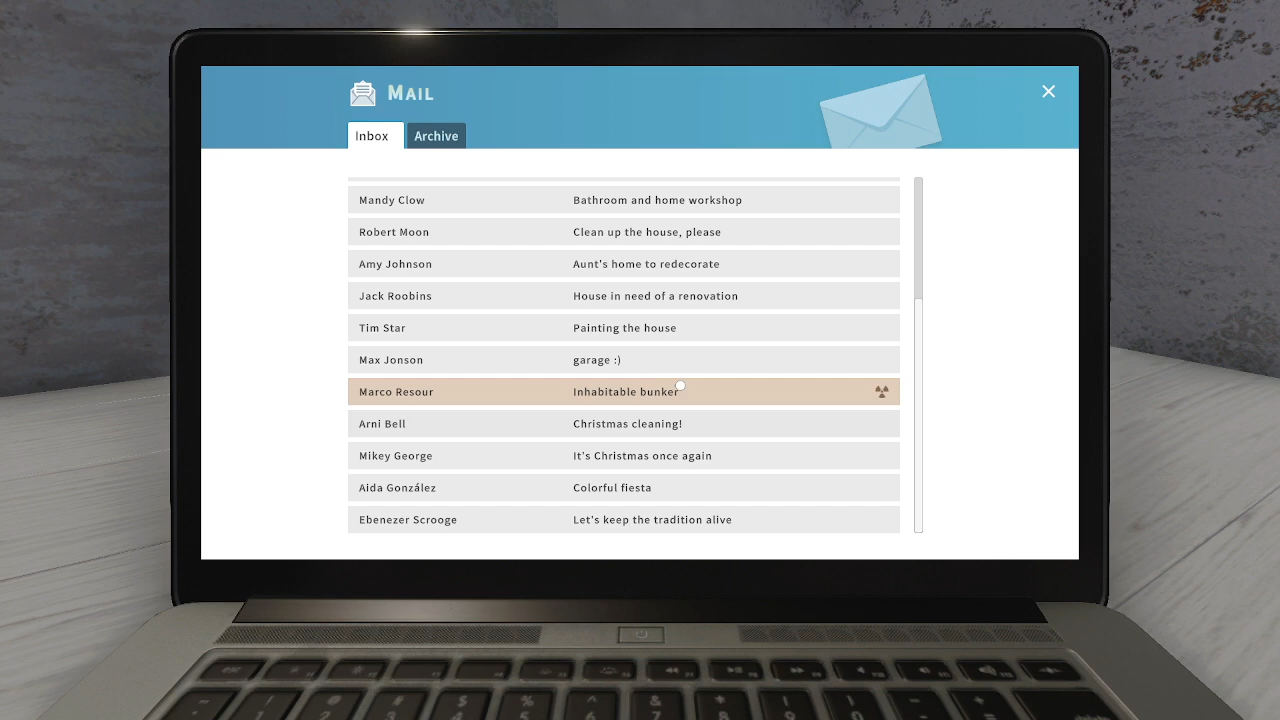 Mail
Inbox Archive
Mandy Clow Bathroom and home workshop
Robert Moon Clean up the house, please
Amy Johnson Aunt's home to redecorate
Jack Roobins House in need of a renovation
Tim Star Painting the house
Max Jonson garage :)
Marco Resour Inhabitable bunker
Arni Bell Christmas cleaning!
Mikey George It's Christmas once again
Aida González Colorful fiesta
Ebenezer Scrooge Let's keep the tradition alive